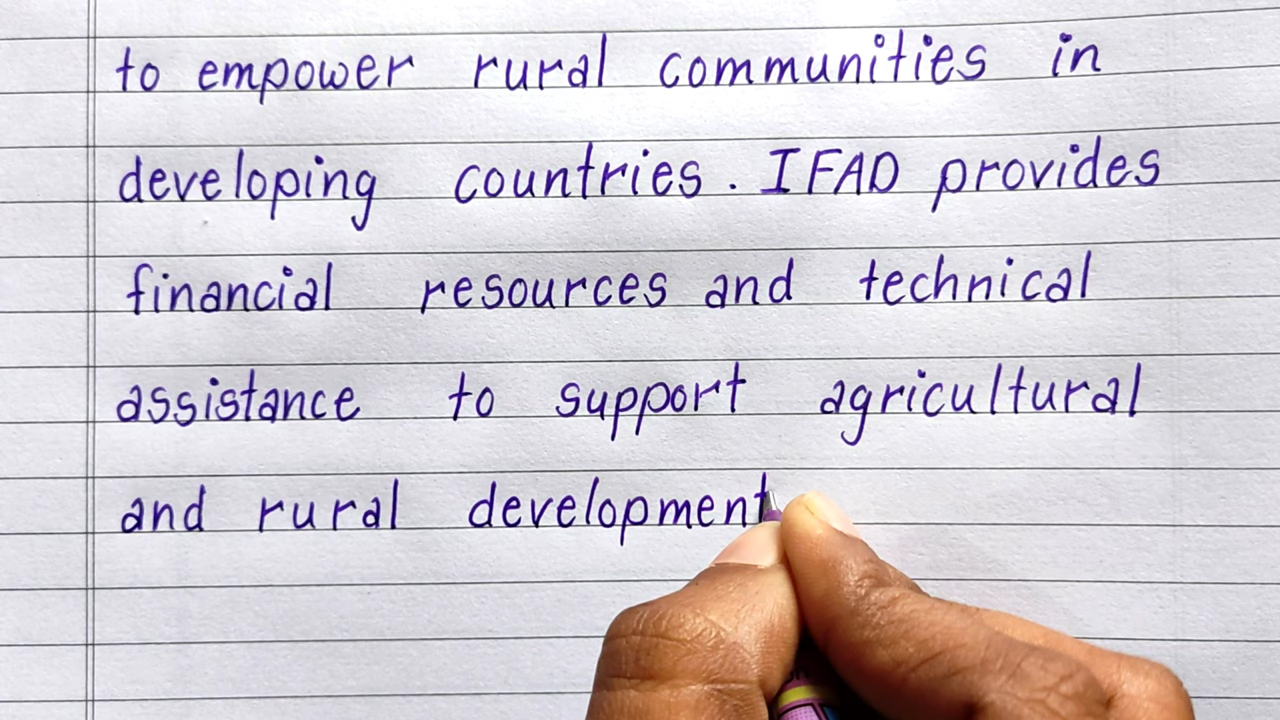 to empower rural communities in
developing countries. IFAD provides
financial resources and technical
assistance to support agricultural
and rural development